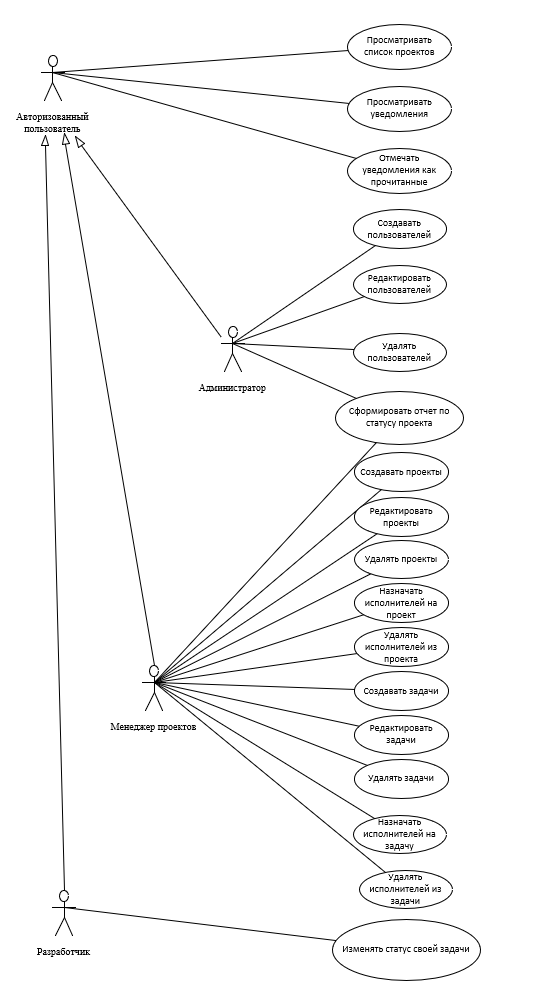 Просматривать
список проектов
Авторизованный
пользователь
Просматривать
уведомления
Отмечать
уведомления как
прочитанные
Создавать
пользователей
Редактировать
пользователей
Удалять
пользователей
Администратор
Сформировать отчет по
статусу проекта
Создавать проекты
Редактировать
проекты
Удалять проекты
Назначать
исполнителей на
проект
Удалять
исполнителей из
проекта
Создавать задачи
Менеджер проектов
Редактировать
задачи
Удалять задачи
Назначать
исполнителей на
задачу
Удалять
исполнителей из
задачи
Разработчик
Изменять статус своей задачи